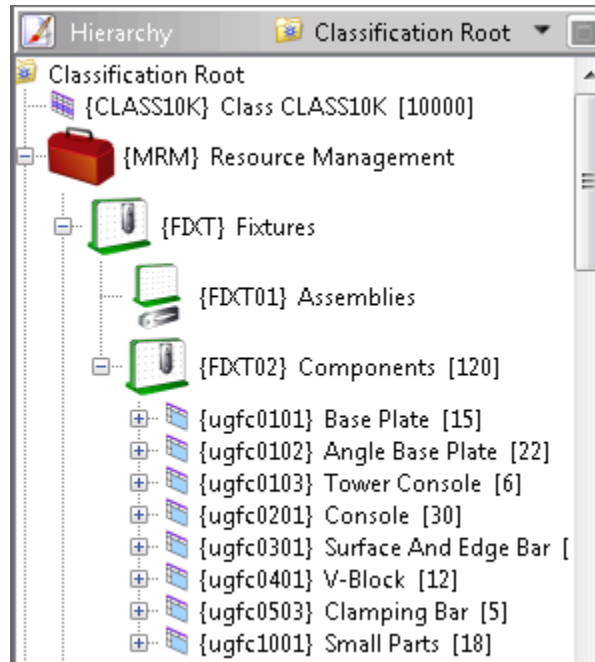 Hierarchy Classification Root
Classification Root
{CLASS10K} Class CLASS10K [10000]
{MRM} Resource Management
{FIXT} Fixtures
{FIXT01} Assemblies
{FIXT02} Components [120]
{ugfc0101} Base Plate [15]
{ugfc0102} Angle Base Plate [22]
{ugfc0103} Tower Console [6]
{ugfc0201} Console [30]
{ugfc0301} Surface And Edge Bar [
{ugfc0401} V-Block [12]
{ugfc0503} Clamping Bar [5]
{ugfc1001} Small Parts [18]